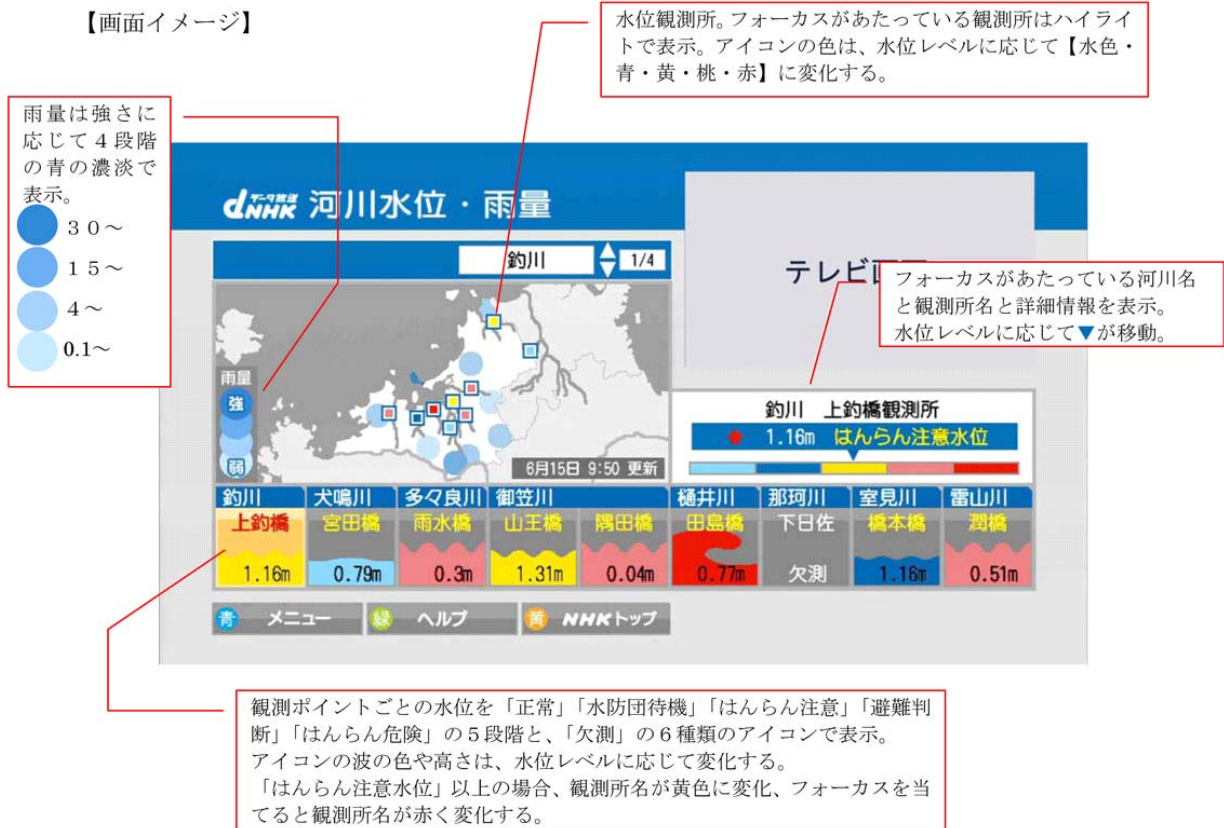 【画面イメージ】
水位観測所。フォーカスがあたっている観測所はハイライ
トで表示。アイコンの色は、水位レベルに応じて【水色・
青・黄・桃・赤】に変化する。
雨量は強さに
応じて４段階
の青の濃淡で
表示。
３０～
１５～
４～
0.1～
データ放送
dNHK 河川水位・雨量
釣川 1/4
テレビ画
フォーカスがあたっている河川名
と観測所名と詳細情報を表示。
水位レベルに応じて▼が移動。
雨量
強
弱
6月15日 9:50 更新
釣川 上釣橋観測所
1.16m はんらん注意水位
釣川 犬鳴川 多々良川 御笠川 樋井川 那珂川 室見川 雷山川
上釣橋 宮田橋 雨水橋 山王橋 隅田橋 田島橋 下日佐 橋本橋 潤橋
1.16m 0.79m 0.3m 1.31m 0.04m 0.77m 欠測 1.16m 0.51m
青 メニュー 緑 ヘルプ 黄 NHKトップ
観測ポイントごとの水位を「正常」「水防団待機」「はんらん注意」「避難判
断」「はんらん危険」の５段階と、「欠測」の６種類のアイコンで表示。
アイコンの波の色や高さは、水位レベルに応じて変化する。
「はんらん注意水位」以上の場合、観測所名が黄色に変化、フォーカスを当
てると観測所名が赤く変化する。